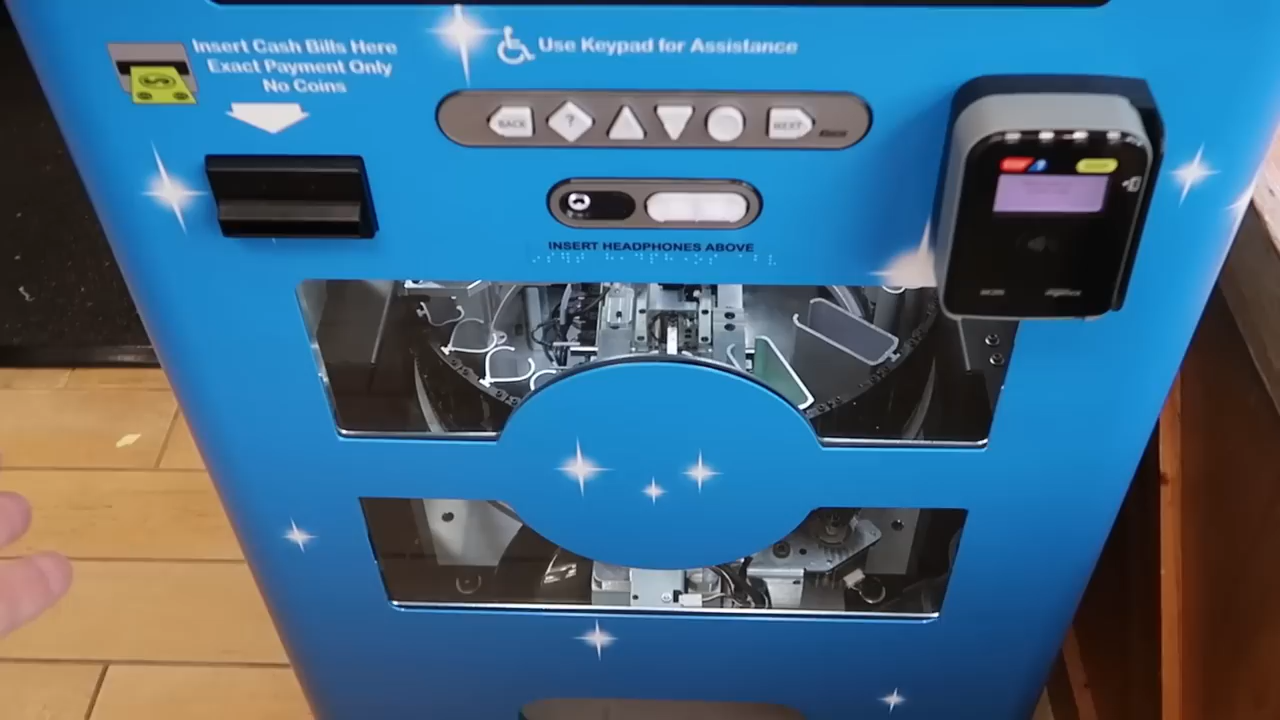 Insert Cash Bills Here
Exact Payment Only
No Coins
Use Keypad for Assistance
BACK
?
NEXT
INSERT HEADPHONES ABOVE